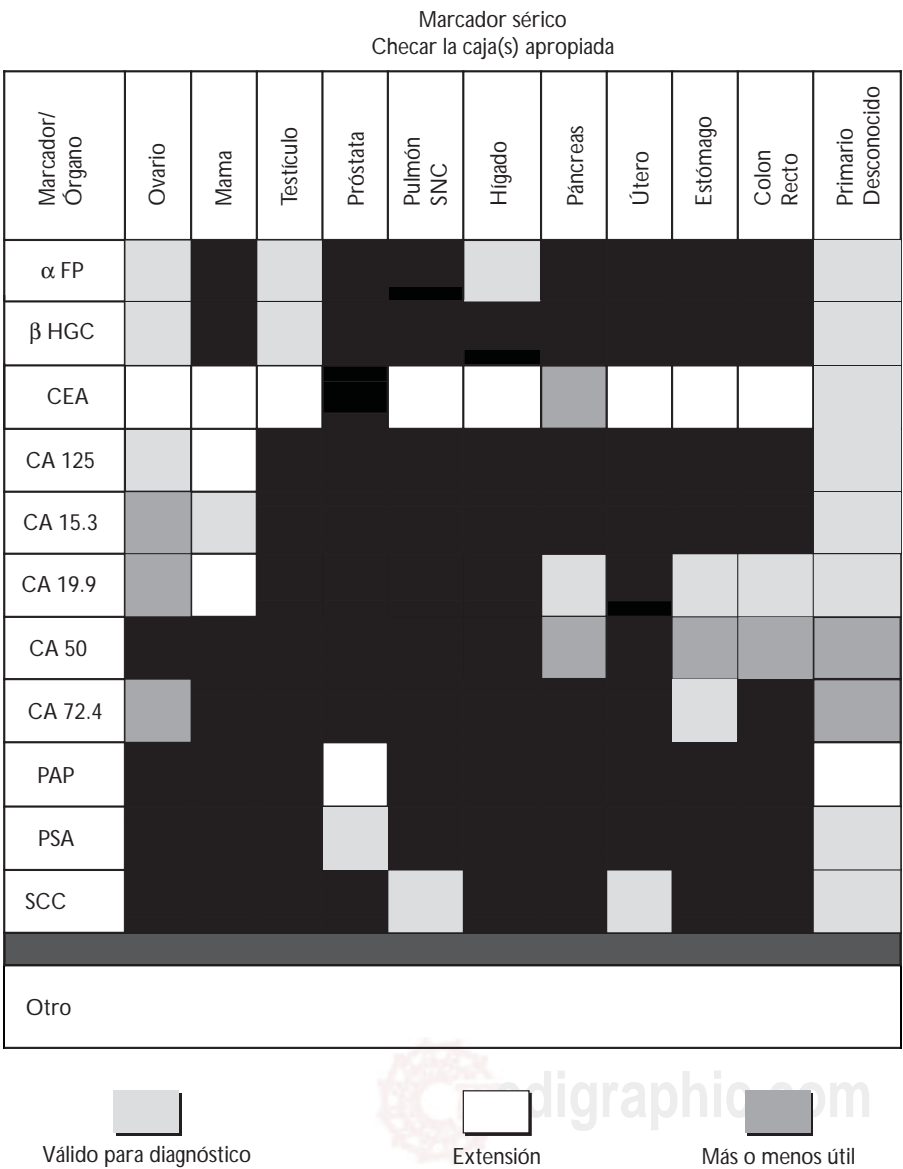 Marcador sérico
Checar la caja(s) apropiada
Marcador/
Órgano
Ovario
Mama
Testículo
Próstata
Pulmón
SNC
Hígado
Páncreas
Útero
Estómago
Colon
Recto
Primario
Desconocido
α FP
β HGC
CEA
CA 125
CA 15.3
CA 19.9
CA 50
CA 72.4
PAP
PSA
SCC
Otro
Válido para diagnóstico
Extensión
Más o menos útil